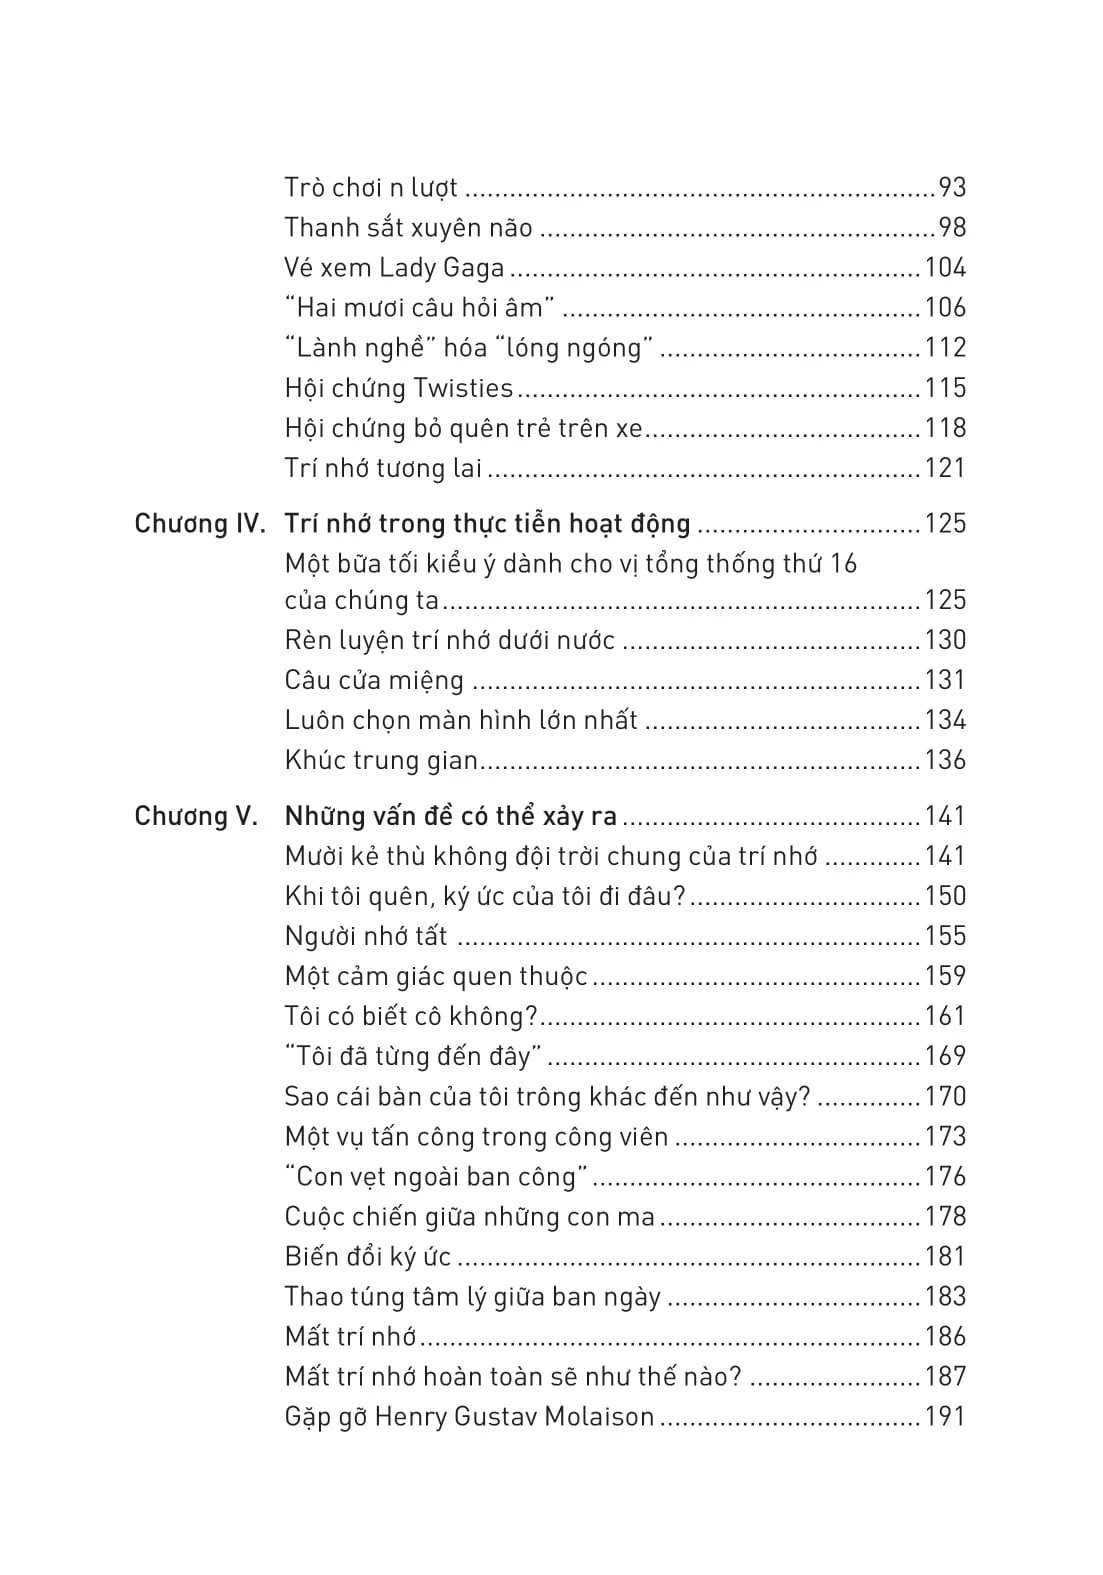 Trò chơi n lượt ........................................................ 93
Thanh sắt xuyên não ............................................... 98
Vé xem Lady Gaga ................................................. 104
“Hai mươi câu hỏi âm” ........................................... 106
“Lành nghề” hóa “lóng ngóng” ............................... 112
Hội chứng Twisties ................................................ 115
Hội chứng bỏ quên trẻ trên xe ................................. 118
Trí nhớ tương lai .................................................... 121
Chương IV. Trí nhớ trong thực tiễn hoạt động ........................... 125
Một bữa tối kiểu ý dành cho vị tổng thống thứ 16
của chúng ta ......................................................... 125
Rèn luyện trí nhớ dưới nước .................................... 130
Câu cửa miệng ...................................................... 131
Luôn chọn màn hình lớn nhất ................................. 134
Khúc trung gian ..................................................... 136
Chương V. Những vấn đề có thể xảy ra .................................... 141
Mười kẻ thù không đội trời chung của trí nhớ ............. 141
Khi tôi quên, ký ức của tôi đi đâu? ........................... 150
Người nhớ tất ........................................................ 155
Một cảm giác quen thuộc ........................................ 159
Tôi có biết cô không? .............................................. 161
“Tôi đã từng đến đây” ............................................. 169
Sao cái bàn của tôi trông khác đến như vậy? ............. 170
Một vụ tấn công trong công viên .............................. 173
“Con vẹt ngoài ban công” ........................................ 176
Cuộc chiến giữa những con ma ................................ 178
Biến đổi ký ức ........................................................ 181
Thao túng tâm lý giữa ban ngày ............................... 183
Mất trí nhớ ............................................................ 186
Mất trí nhớ hoàn toàn sẽ như thế nào? ..................... 187
Gặp gỡ Henry Gustav Molaison ................................ 191